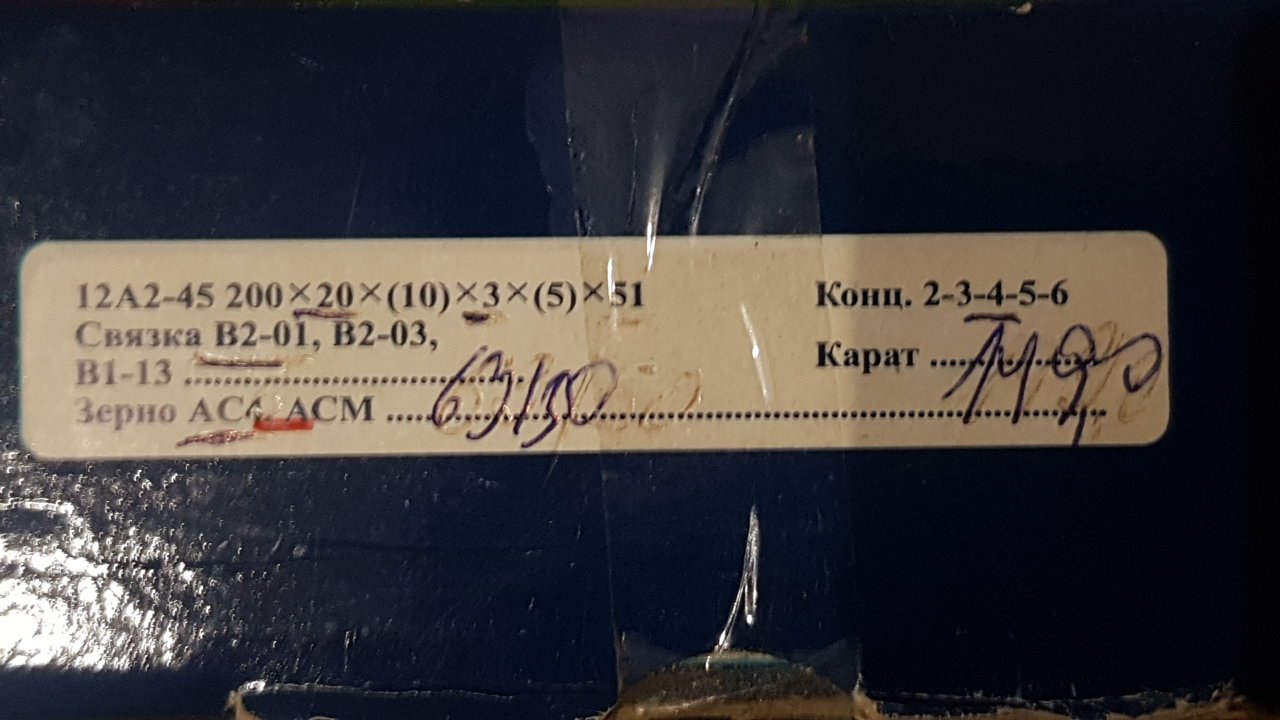 12А2-45 200×20×(10)×3×(5)×51
Связка В2-01, В2-03,
В1-13 ........................................
Зерно АС4, АСМ ........ 63/50 ........
Конц. 2-3-4-5-6
Карат ........